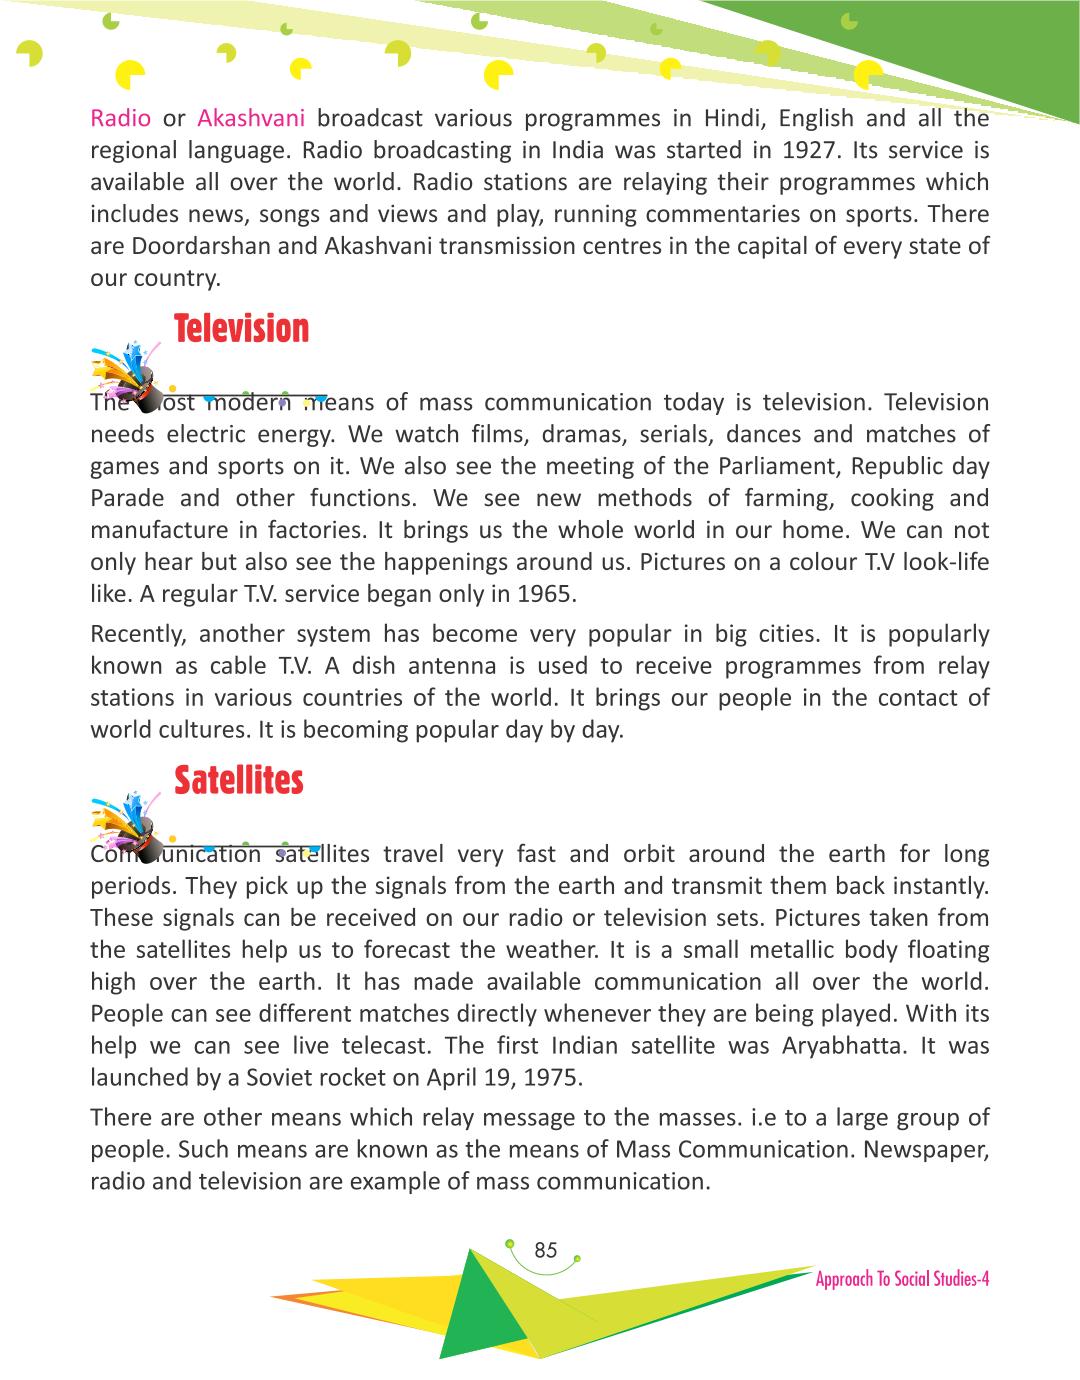 Radio or Akashvani broadcast various programmes in Hindi, English and all the
regional language. Radio broadcasting in India was started in 1927. Its service is
available all over the world. Radio stations are relaying their programmes which
includes news, songs and views and play, running commentaries on sports. There
are Doordarshan and Akashvani transmission centres in the capital of every state of
our country.
Television
The most modern means of mass communication today is television. Television
needs electric energy. We watch films, dramas, serials, dances and matches of
games and sports on it. We also see the meeting of the Parliament, Republic day
Parade and other functions. We see new methods of farming, cooking and
manufacture in factories. It brings us the whole world in our home. We can not
only hear but also see the happenings around us. Pictures on a colour T.V look-life
like. A regular T.V. service began only in 1965.
Recently, another system has become very popular in big cities. It is popularly
known as cable T.V. A dish antenna is used to receive programmes from relay
stations in various countries of the world. It brings our people in the contact of
world cultures. It is becoming popular day by day.
Satellites
Communication satellites travel very fast and orbit around the earth for long
periods. They pick up the signals from the earth and transmit them back instantly.
These signals can be received on our radio or television sets. Pictures taken from
the satellites help us to forecast the weather. It is a small metallic body floating
high over the earth. It has made available communication all over the world.
People can see different matches directly whenever they are being played. With its
help we can see live telecast. The first Indian satellite was Aryabhatta. It was
launched by a Soviet rocket on April 19, 1975.
There are other means which relay message to the masses. i.e to a large group of
people. Such means are known as the means of Mass Communication. Newspaper,
radio and television are example of mass communication.
85
Approach To Social Studies-4